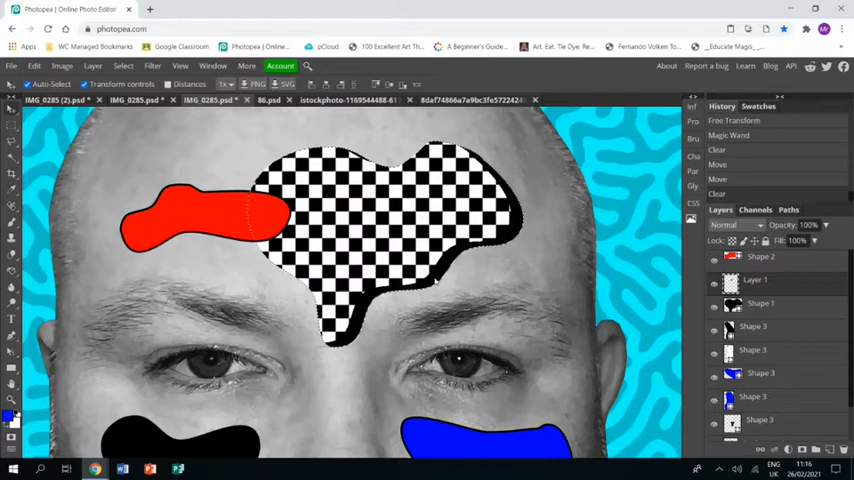 Photopea | Online Photo Editor
photopea.com
Apps WC Managed Bookmarks Google Classroom Photopea | Online... pCloud 100 Excellent Art Th... A Beginner's Guide... Art. Eat. Tie Dye. Re... Fernando Volken To... _Educate Magis_
File Edit Image Layer Select Filter View Window More Account About Report a bug Learn Blog API
Auto-Select Transform controls Distances 1x PNG SVG
IMG_0285 (2).psd * IMG_0285.psd * IMG_0285.psd * 86.psd istockphoto-1169544488-61
Inf
Pro
Bru
Cha
Par
Gly
CSS
History Swatches
Free Transform
Magic Wand
Clear
Move
Move
Clear
Layers Channels Paths
Normal Opacity: 100%
Lock: Fill: 100%
Shape 2
Layer 1
Shape 1
Shape 3
Shape 3
Shape 3
Shape 3
Shape 3
ENG
UK
11:16
26/02/2021